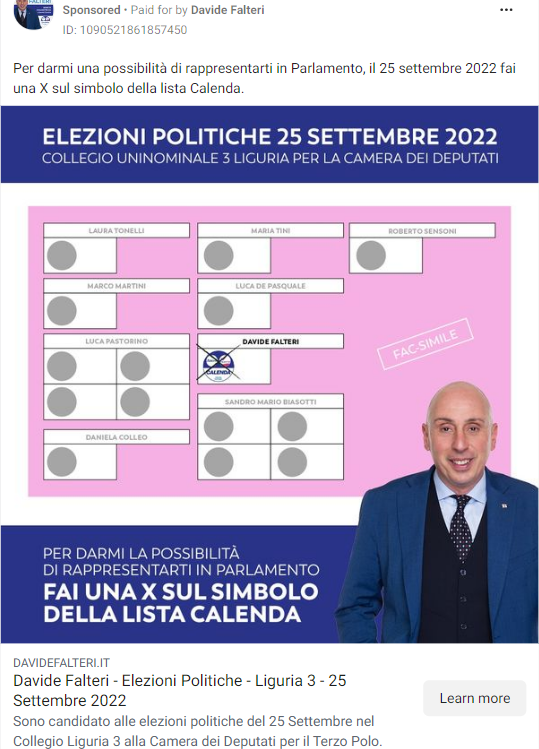 Sponsored • Paid for by Davide Falteri
ID: 1090521861857450
Per darmi una possibilità di rappresentarti in Parlamento, il 25 settembre 2022 fai
una X sul simbolo della lista Calenda.
ELEZIONI POLITICHE 25 SETTEMBRE 2022
COLLEGIO UNINOMINALE 3 LIGURIA PER LA CAMERA DEI DEPUTATI
LAURA TONELLI
MARIA TINI
ROBERTO SENSONI
MARCO MARTINI
LUCA DE PASQUALE
LUCA PASTORINO
DAVIDE FALTERI
CALENDA
FAC-SIMILE
SANDRO MARIO BIASOTTI
DANIELA COLLEO
PER DARMI LA POSSIBILITÀ
DI RAPPRESENTARTI IN PARLAMENTO
FAI UNA X SUL SIMBOLO
DELLA LISTA CALENDA
DAVIDEFALTERI.IT
Davide Falteri - Elezioni Politiche - Liguria 3 - 25
Settembre 2022
Learn more
Sono candidato alle elezioni politiche del 25 Settembre nel
Collegio Liguria 3 alla Camera dei Deputati per il Terzo Polo.